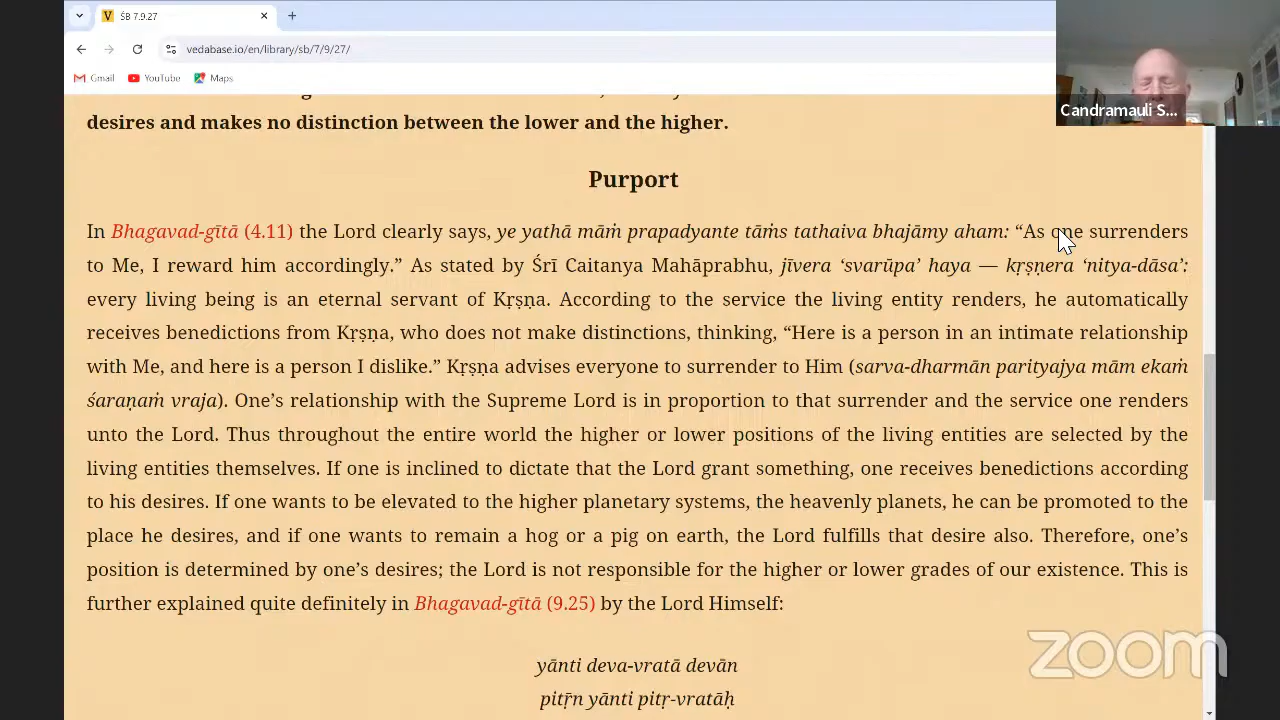 ŚB 7.9.27
vedabase.io/en/library/sb/7/9/27/
Gmail YouTube Maps
Candramauli S...
desires and makes no distinction between the lower and the higher.
Purport
In Bhagavad-gītā (4.11) the Lord clearly says, ye yathā māṁ prapadyante tāṁs tathaiva bhajāmy aham: “As one surrenders
to Me, I reward him accordingly.” As stated by Śrī Caitanya Mahāprabhu, jīvera ‘svarūpa’ haya — kṛṣṇera ‘nitya-dāsa’:
every living being is an eternal servant of Kṛṣṇa. According to the service the living entity renders, he automatically
receives benedictions from Kṛṣṇa, who does not make distinctions, thinking, “Here is a person in an intimate relationship
with Me, and here is a person I dislike.” Kṛṣṇa advises everyone to surrender to Him (sarva-dharmān parityajya mām ekaṁ
śaraṇaṁ vraja). One’s relationship with the Supreme Lord is in proportion to that surrender and the service one renders
unto the Lord. Thus throughout the entire world the higher or lower positions of the living entities are selected by the
living entities themselves. If one is inclined to dictate that the Lord grant something, one receives benedictions according
to his desires. If one wants to be elevated to the higher planetary systems, the heavenly planets, he can be promoted to the
place he desires, and if one wants to remain a hog or a pig on earth, the Lord fulfills that desire also. Therefore, one’s
position is determined by one’s desires; the Lord is not responsible for the higher or lower grades of our existence. This is
further explained quite definitely in Bhagavad-gītā (9.25) by the Lord Himself:
yānti deva-vratā devān
pitṝn yānti pitṛ-vratāḥ
zoom